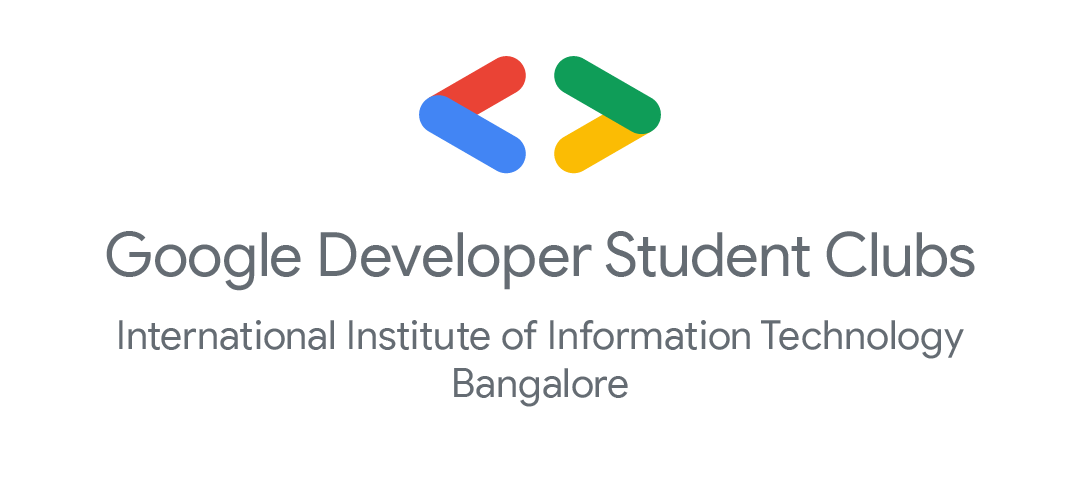 Google Developer Student Clubs
International Institute of Information Technology
Bangalore